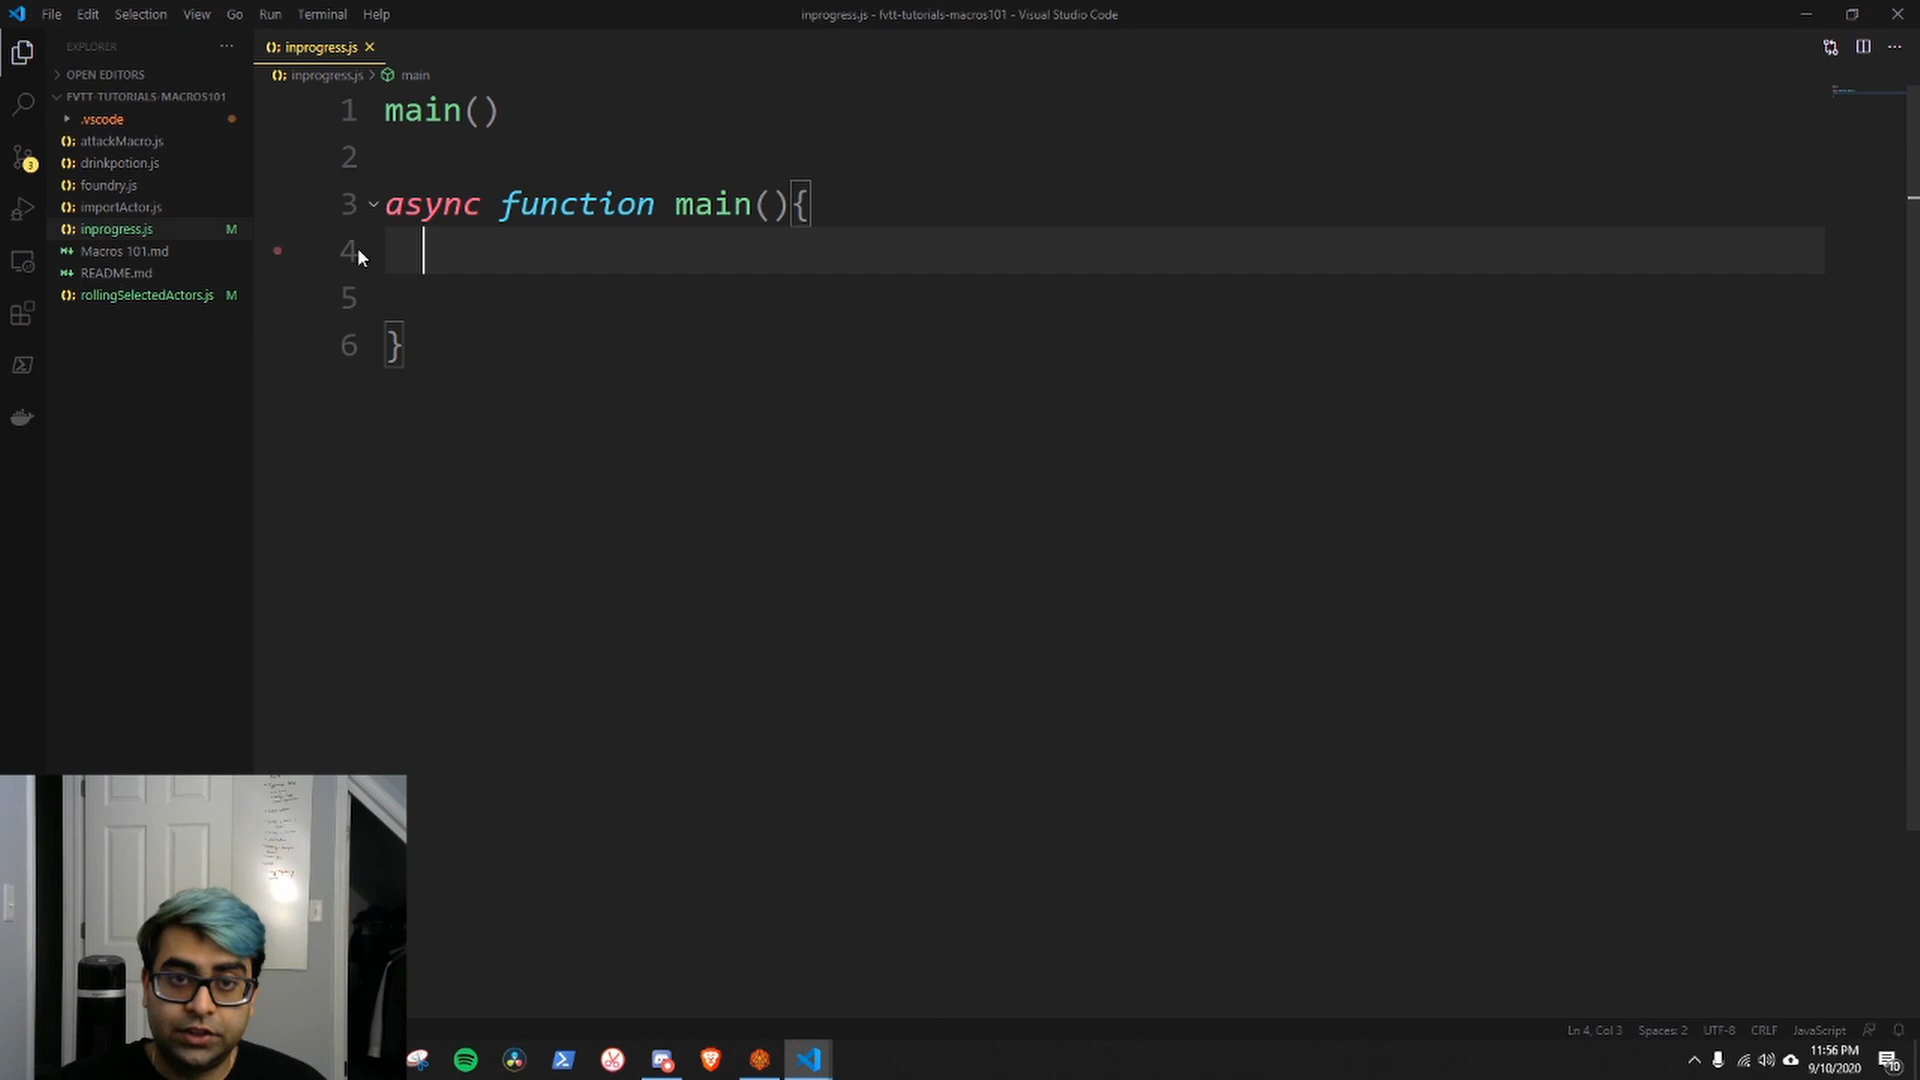 File Edit Selection View Go Run Terminal Help
inprogress.js - fvtt-tutorials-macros101 - Visual Studio Code
EXPLORER
inprogress.js
OPEN EDITORS
FVTT-TUTORIALS-MACROS101
.vscode
attackMacro.js
drinkpotion.js
foundry.js
importActor.js
inprogress.js M
Macros 101.md
README.md
rollingSelectedActors.js M
3
inprogress.js > main
1 main()
2
3 async function main(){
4
5
6 }
Ln 4, Col 3 Spaces: 2 UTF-8 CRLF JavaScript
11:56 PM
9/10/2020
10